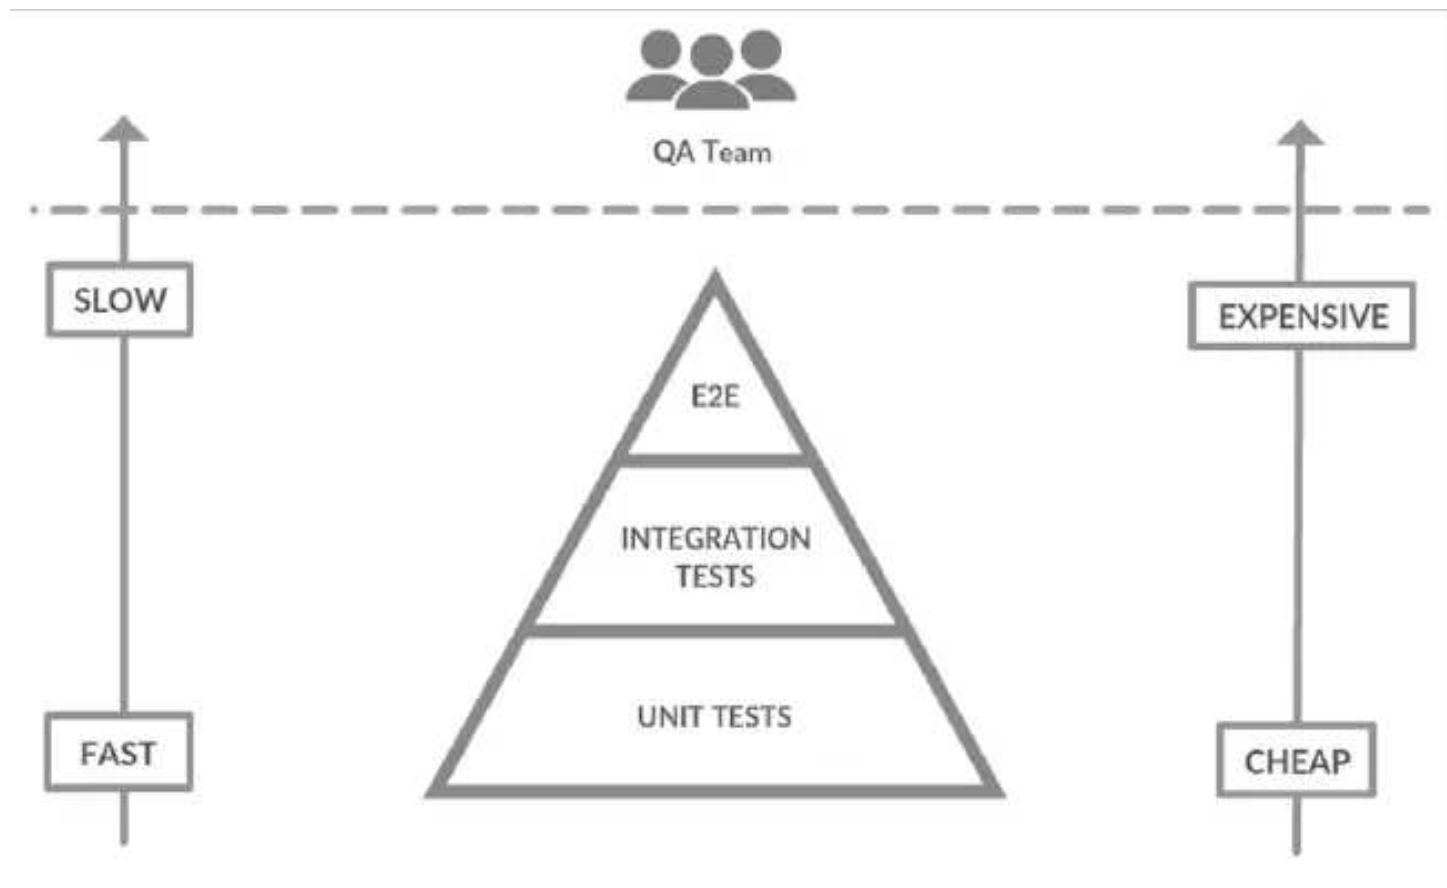 QA Team
SLOW
EXPENSIVE
E2E
INTEGRATION
TESTS
UNIT TESTS
FAST
CHEAP